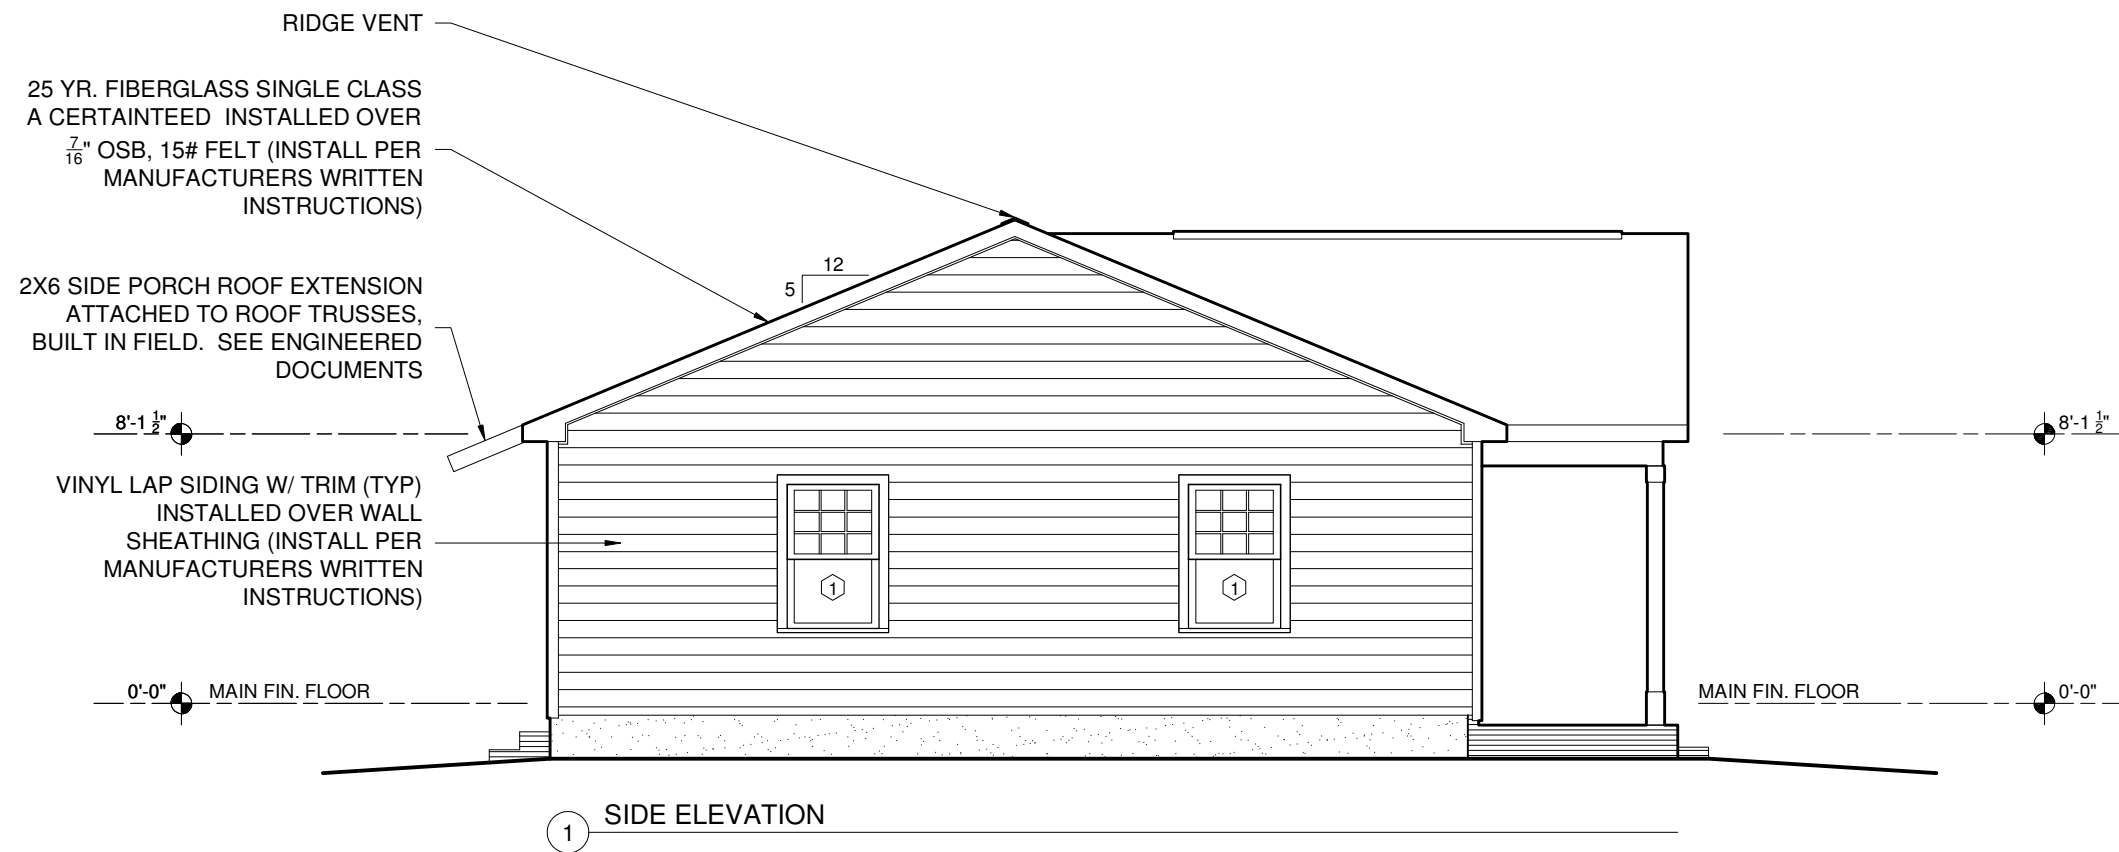 RIDGE VENT
25 YR. FIBERGLASS SINGLE CLASS
A CERTAINTEED  INSTALLED OVER
7/16" OSB, 15# FELT (INSTALL PER
MANUFACTURERS WRITTEN
INSTRUCTIONS)
12
5
2X6 SIDE PORCH ROOF EXTENSION
ATTACHED TO ROOF TRUSSES,
BUILT IN FIELD.  SEE ENGINEERED
DOCUMENTS
8'-1 1/2"
8'-1 1/2"
VINYL LAP SIDING W/ TRIM (TYP)
INSTALLED OVER WALL
SHEATHING (INSTALL PER
MANUFACTURERS WRITTEN
INSTRUCTIONS)
1
1
0'-0" MAIN FIN. FLOOR
MAIN FIN. FLOOR 0'-0"
1 SIDE ELEVATION